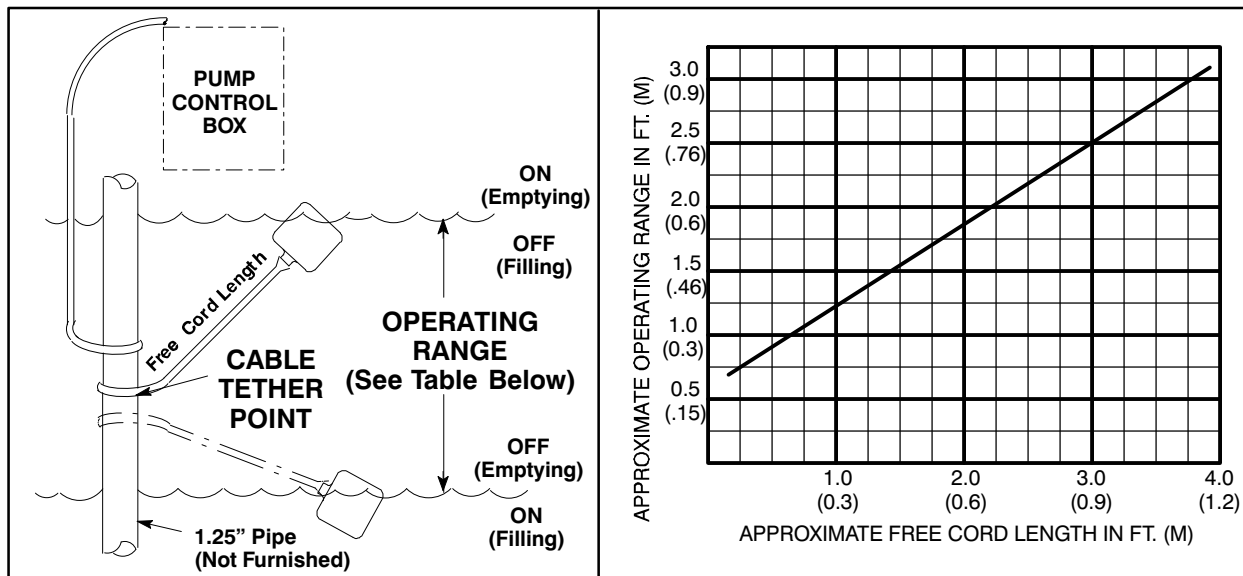 PUMP
CONTROL
BOX
ON
(Emptying)
OFF
(Filling)
Free Cord Length
OPERATING
RANGE
(See Table Below)
CABLE
TETHER
POINT
OFF
(Emptying)
ON
(Filling)
1.25” Pipe
(Not Furnished)
APPROXIMATE OPERATING RANGE IN FT. (M)
3.0
(0.9)
2.5
(.76)
2.0
(0.6)
1.5
(.46)
1.0
(0.3)
0.5
(.15)
1.0 2.0 3.0 4.0
(0.3) (0.6) (0.9) (1.2)
APPROXIMATE FREE CORD LENGTH IN FT. (M)